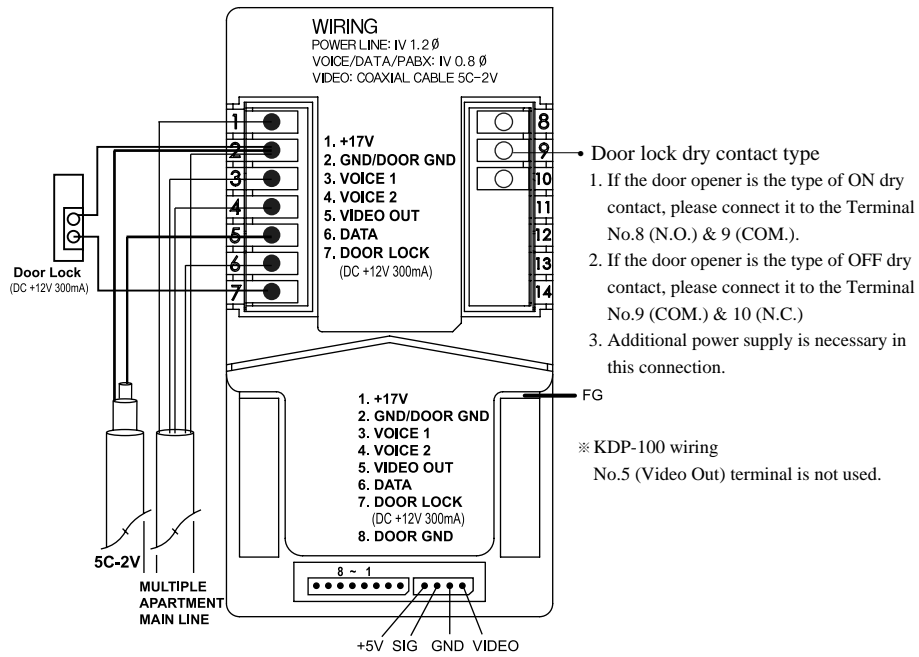 WIRING
POWER LINE: IV 1.2 Ø
VOICE/DATA/PABX: IV 0.8 Ø
VIDEO: COAXIAL CABLE 5C-2V
1
2
3
4
5
6
7
1. +17V
2. GND/DOOR GND
3. VOICE 1
4. VOICE 2
5. VIDEO OUT
6. DATA
7. DOOR LOCK
(DC +12V 300mA)
8
9
10
11
12
13
14
Door Lock
(DC +12V 300mA)
• Door lock dry contact type
1. If the door opener is the type of ON dry
contact, please connect it to the Terminal
No.8 (N.O.) & 9 (COM.).
2. If the door opener is the type of OFF dry
contact, please connect it to the Terminal
No.9 (COM.) & 10 (N.C.)
3. Additional power supply is necessary in
this connection.
FG
※ KDP-100 wiring
No.5 (Video Out) terminal is not used.
1. +17V
2. GND/DOOR GND
3. VOICE 1
4. VOICE 2
5. VIDEO OUT
6. DATA
7. DOOR LOCK
(DC +12V 300mA)
8. DOOR GND
5C-2V
MULTIPLE
APARTMENT
MAIN LINE
8 ~ 1
+5V SIG GND VIDEO